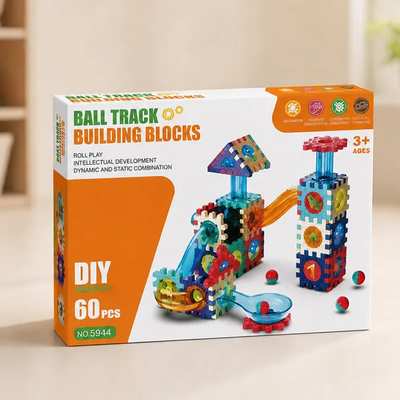 BALL TRACK
BUILDING BLOCKS
ROLL PLAY
INTELLECTUAL DEVELOPMENT
DYNAMIC AND STATIC COMBINATION
3+
AGES
DIY
60 PCS
NO.5944